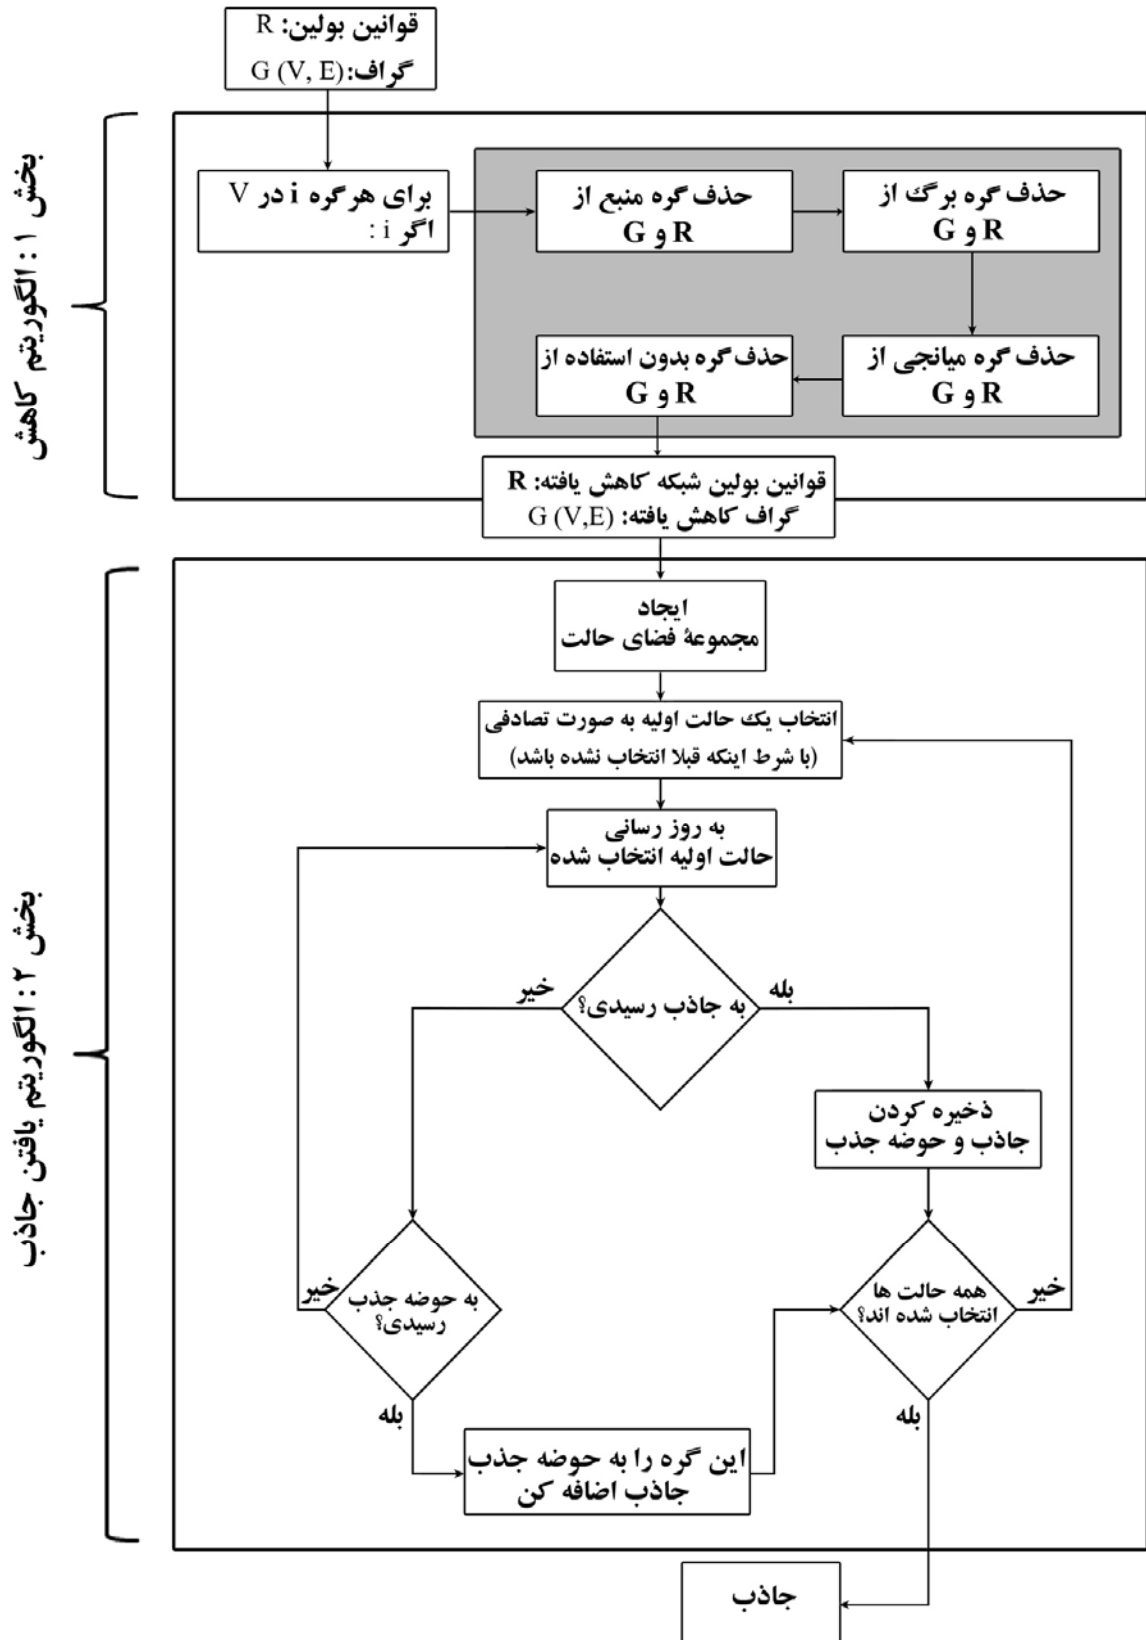 قوانین بولین: R
گراف: G (V, E)
بخش ۱ : الگوریتم کاهش
برای هر گره i در V
اگر i :
حذف گره منبع از
R و G
حذف گره برگ از
R و G
حذف گره میانجی از
R و G
حذف گره بدون استفاده از
R و G
قوانین بولین شبکه کاهش یافته: R
گراف کاهش یافته: G (V,E)
بخش ۲ : الگوریتم یافتن جاذب
ایجاد
مجموعهٔ فضای حالت
انتخاب یک حالت اولیه به صورت تصادفی
(با شرط اینکه قبلا انتخاب نشده باشد)
به روز رسانی
حالت اولیه انتخاب شده
به جاذب رسیدی؟
بله
خیر
ذخیره کردن
جاذب و حوضه جذب
به حوضه جذب
رسیدی؟
خیر
بله
همه حالت ها
انتخاب شده اند؟
خیر
بله
این گره را به حوضه جذب
جاذب اضافه کن
جاذب